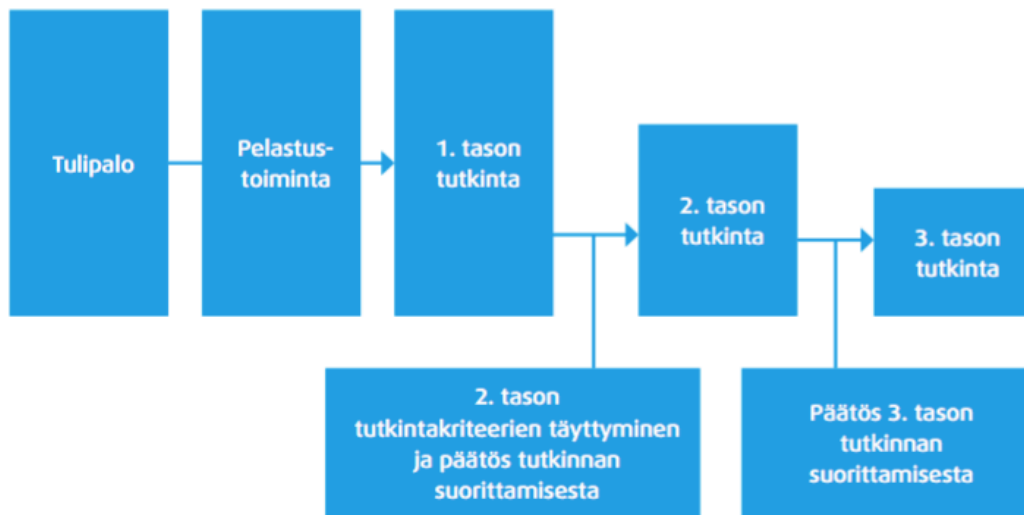 Tulipalo
Pelastus-
toiminta
1. tason
tutkinta
2. tason
tutkinta
3. tason
tutkinta
2. tason
tutkintakriteerien täyttyminen
ja päätös tutkinnan
suorittamisesta
Päätös 3. tason
tutkinnan
suorittamisesta